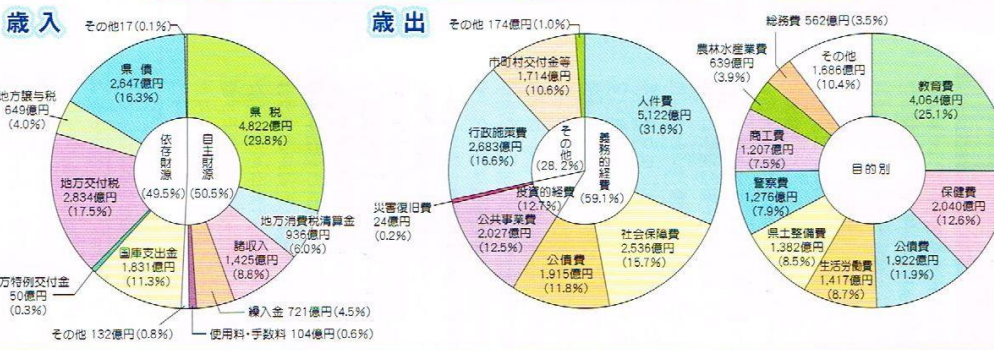 歳入
その他17(0.1%)
県税
4,822億円
(29.8%)
地方消費税清算金
936億円
(6.0%)
諸収入
1,425億円
(8.8%)
繰入金 721億円(4.5%)
使用料・手数料 104億円(0.6%)
その他 132億円(0.8%)
国庫支出金
1,831億円
(11.3%)
方特例交付金
50億円
(0.3%)
地方交付税
2,834億円
(17.5%)
地方譲与税
649億円
(4.0%)
県債
2,647億円
(16.3%)
依存財源
(49.5%)
自主財源
(50.5%)
歳出
その他 174億円(1.0%)
人件費
5,122億円
(31.6%)
社会保障費
2,536億円
(15.7%)
公債費
1,915億円
(11.8%)
公共事業費
2,027億円
(12.5%)
災害復旧費
24億円
(0.2%)
行政施策費
2,683億円
(16.6%)
市町村交付金等
1,714億円
(10.6%)
その他
(28.2%)
義務的経費
(59.1%)
投資的経費
(12.7%)
総務費 562億円(3.5%)
農林水産業費
639億円
(3.9%)
その他
1,686億円
(10.4%)
教育費
4,064億円
(25.1%)
保健費
2,040億円
(12.6%)
公債費
1,922億円
(11.9%)
生活労働費
1,417億円
(8.7%)
県土整備費
1,382億円
(8.5%)
警察費
1,276億円
(7.9%)
商工費
1,207億円
(7.5%)
目的別